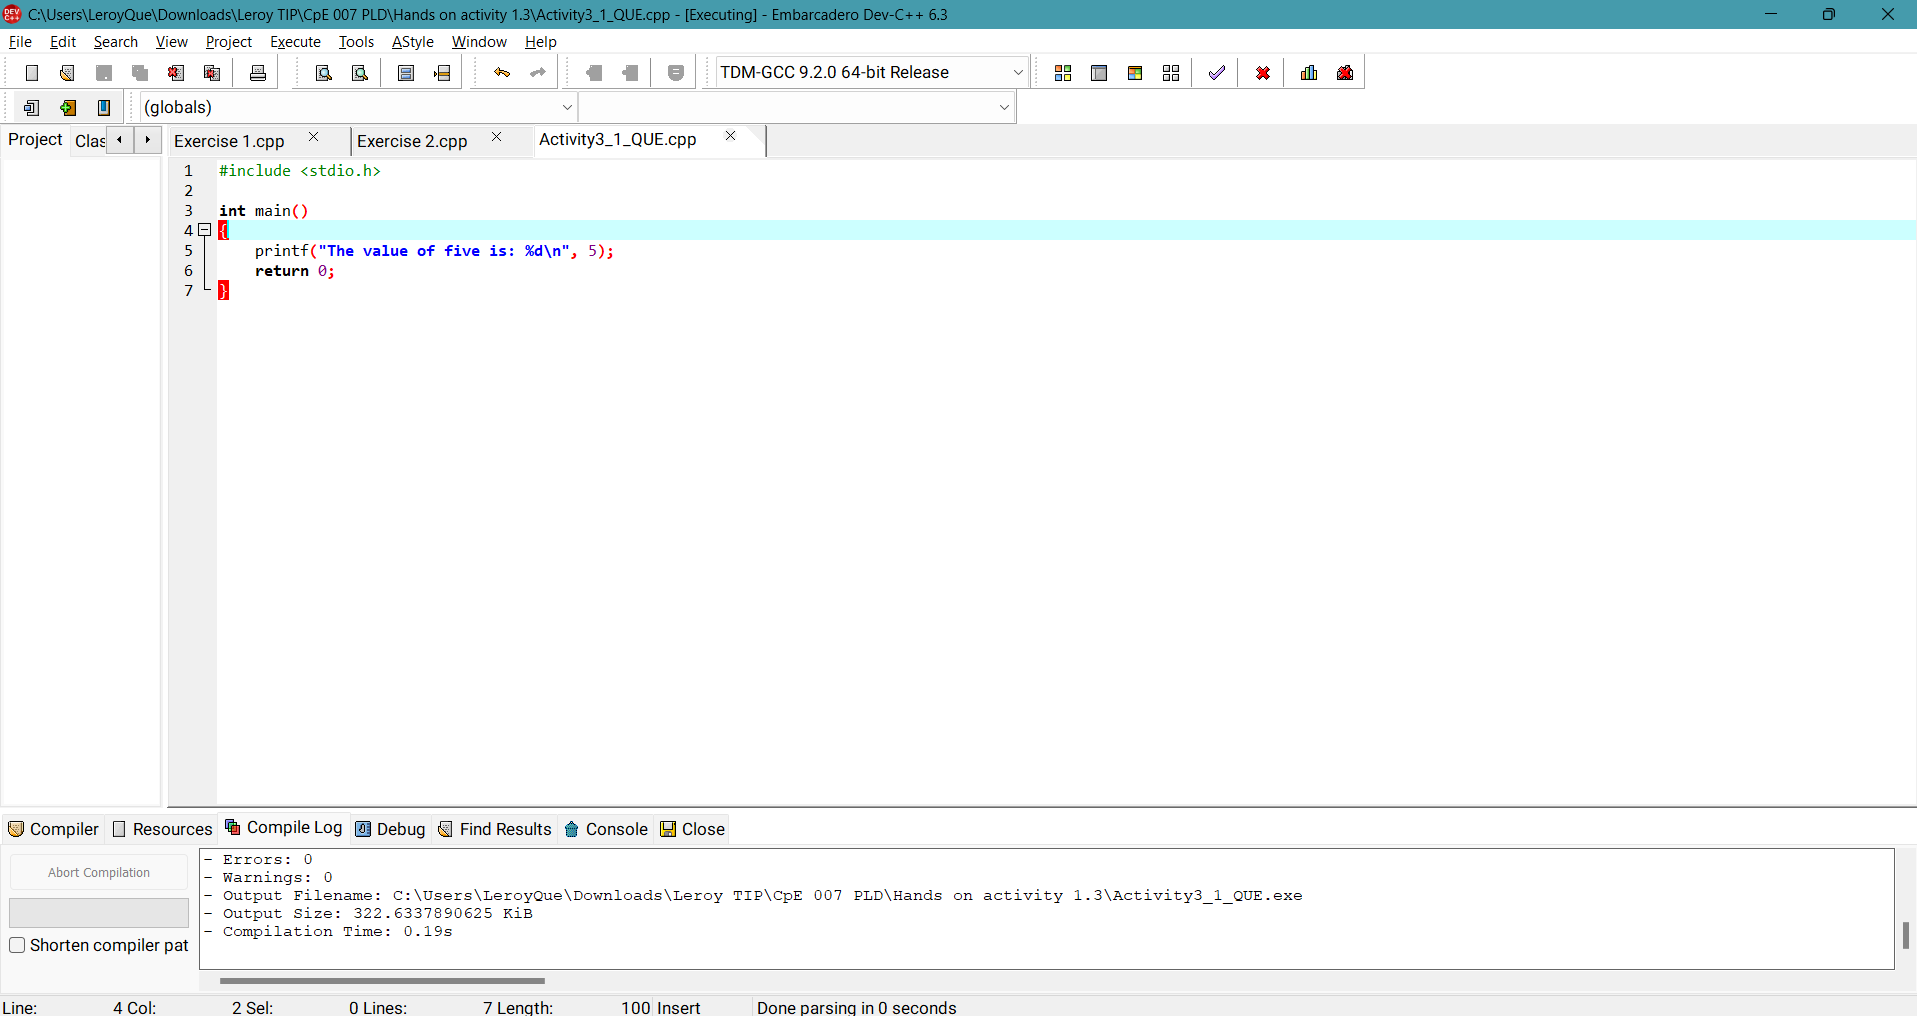 C:\Users\LeroyQue\Downloads\Leroy TIP\CpE 007 PLD\Hands on activity 1.3\Activity3_1_QUE.cpp - [Executing] - Embarcadero Dev-C++ 6.3
File Edit Search View Project Execute Tools AStyle Window Help
TDM-GCC 9.2.0 64-bit Release
(globals)
Project Clas Exercise 1.cpp Exercise 2.cpp Activity3_1_QUE.cpp
1 #include <stdio.h>
2
3 int main()
4 {
5 printf("The value of five is: %d\n", 5);
6 return 0;
7 }
Compiler Resources Compile Log Debug Find Results Console Close
Abort Compilation
Shorten compiler pat
- Errors: 0
- Warnings: 0
- Output Filename: C:\Users\LeroyQue\Downloads\Leroy TIP\CpE 007 PLD\Hands on activity 1.3\Activity3_1_QUE.exe
- Output Size: 322.6337890625 KiB
- Compilation Time: 0.19s
Line: 4 Col: 2 Sel: 0 Lines: 7 Length: 100 Insert Done parsing in 0 seconds